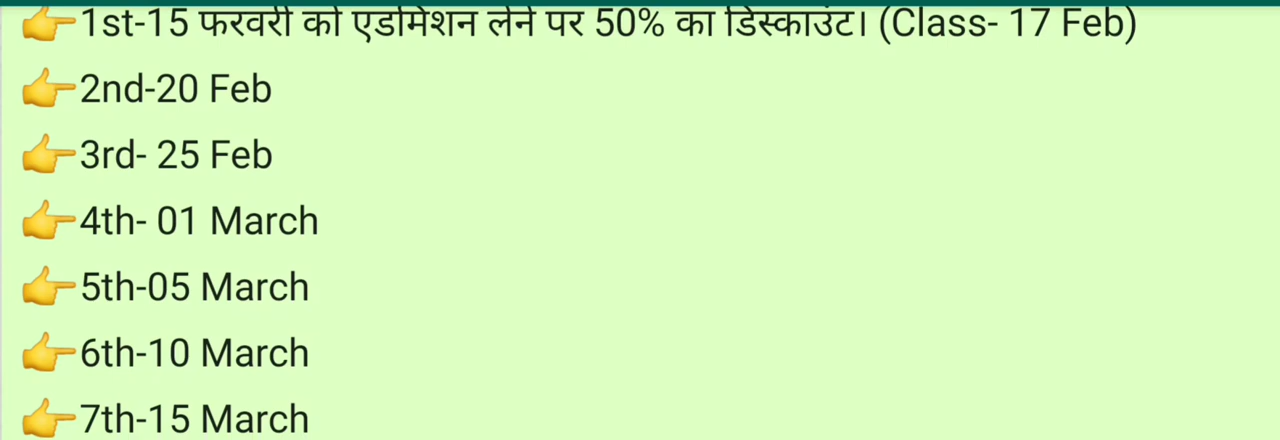 👉1st-15 फरवरी को एडमिशन लेने पर 50% का डिस्काउंट। (Class- 17 Feb)
👉2nd-20 Feb
👉3rd- 25 Feb
👉4th- 01 March
👉5th-05 March
👉6th-10 March
👉7th-15 March